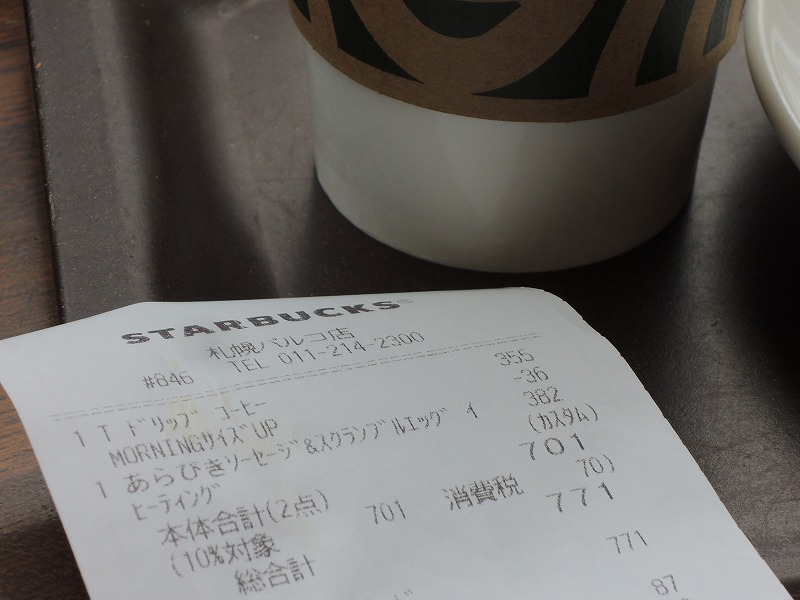 STARBUCKS®
札幌パルコ店
#846 TEL 011-214-2300
1 T ドリップ コーヒー 355
MORNINGサイズUP -36
1 あらびきソーセージ&スクランブルエッグ イ 382
ヒーティング (カスタム)
本体合計(2点) 701
(10%対象 701 消費税 70)
総合計 771
771
87